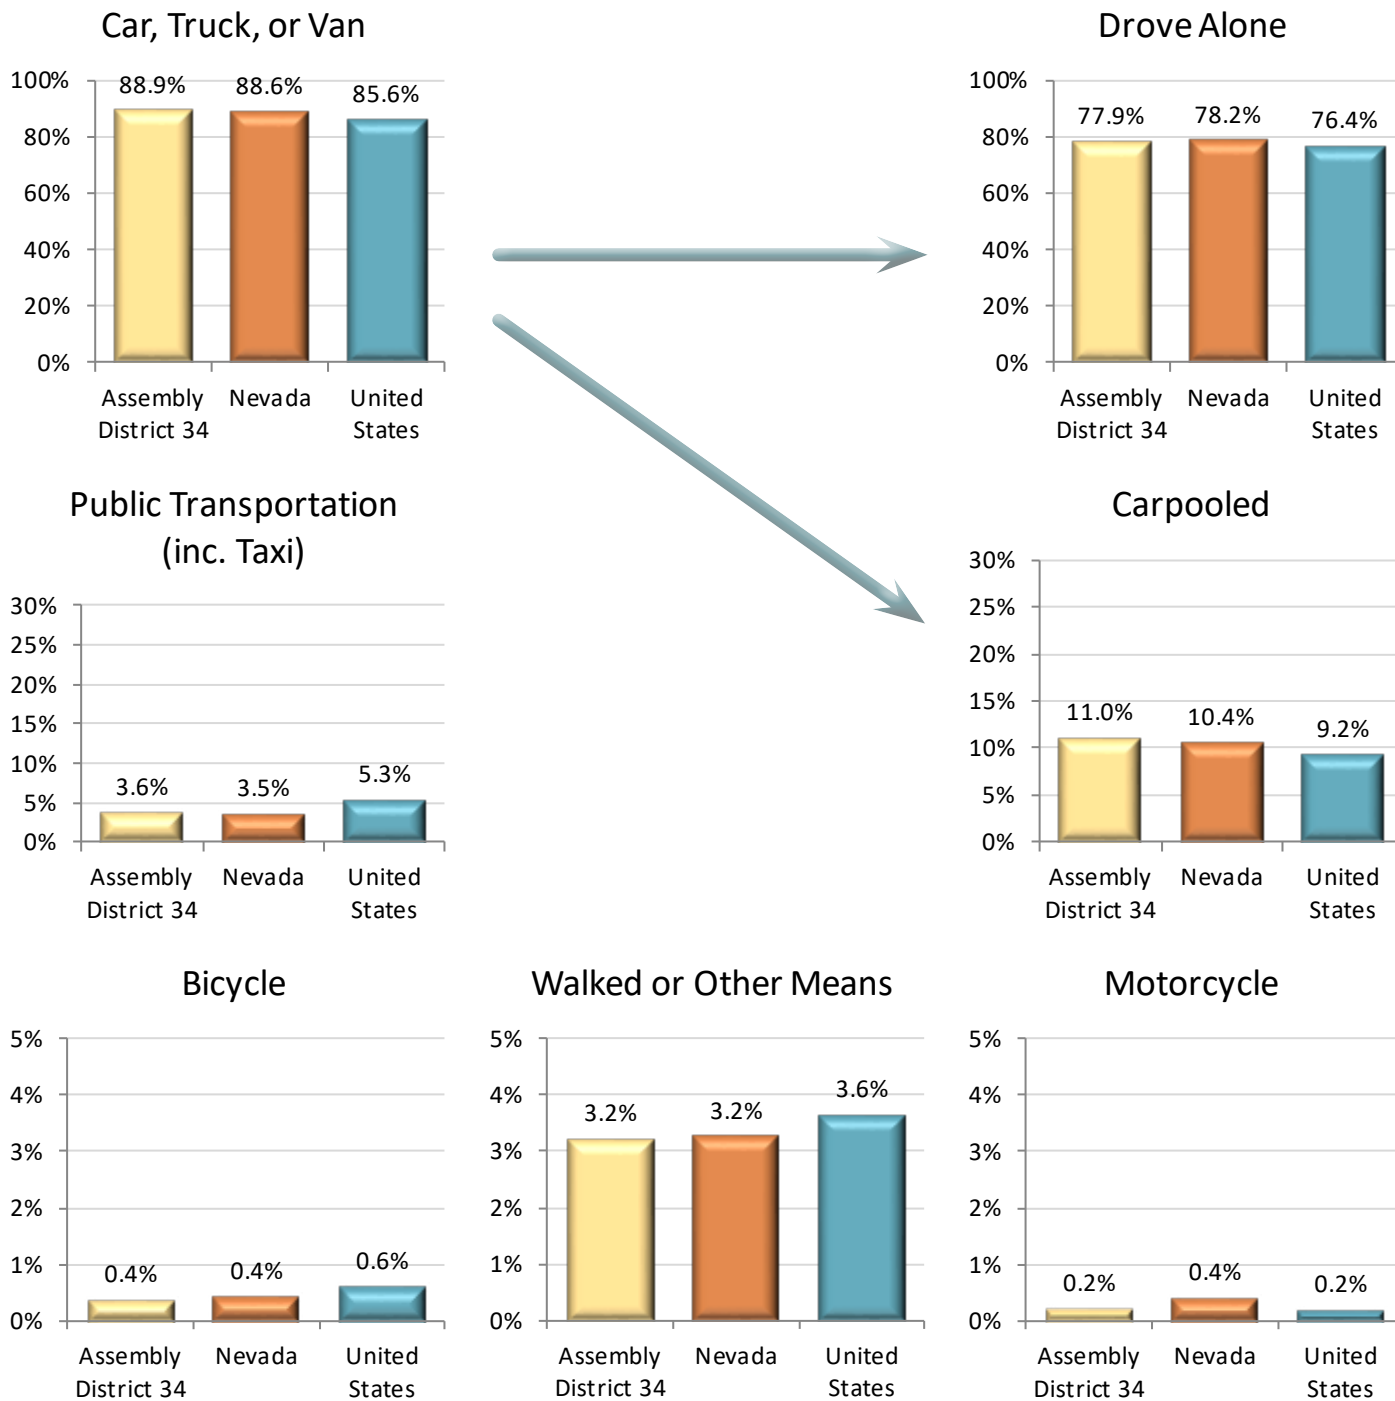 Car, Truck, or Van
100%
80%
60%
40%
20%
0%
88.9%
88.6%
85.6%
Assembly
District 34
Nevada
United
States
Drove Alone
100%
80%
60%
40%
20%
0%
77.9%
78.2%
76.4%
Assembly
District 34
Nevada
United
States
Public Transportation
(inc. Taxi)
30%
25%
20%
15%
10%
5%
0%
3.6%
3.5%
5.3%
Assembly
District 34
Nevada
United
States
Carpooled
30%
25%
20%
15%
10%
5%
0%
11.0%
10.4%
9.2%
Assembly
District 34
Nevada
United
States
Bicycle
5%
4%
3%
2%
1%
0%
0.4%
0.4%
0.6%
Assembly
District 34
Nevada
United
States
Walked or Other Means
5%
4%
3%
2%
1%
0%
3.2%
3.2%
3.6%
Assembly
District 34
Nevada
United
States
Motorcycle
5%
4%
3%
2%
1%
0%
0.2%
0.4%
0.2%
Assembly
District 34
Nevada
United
States